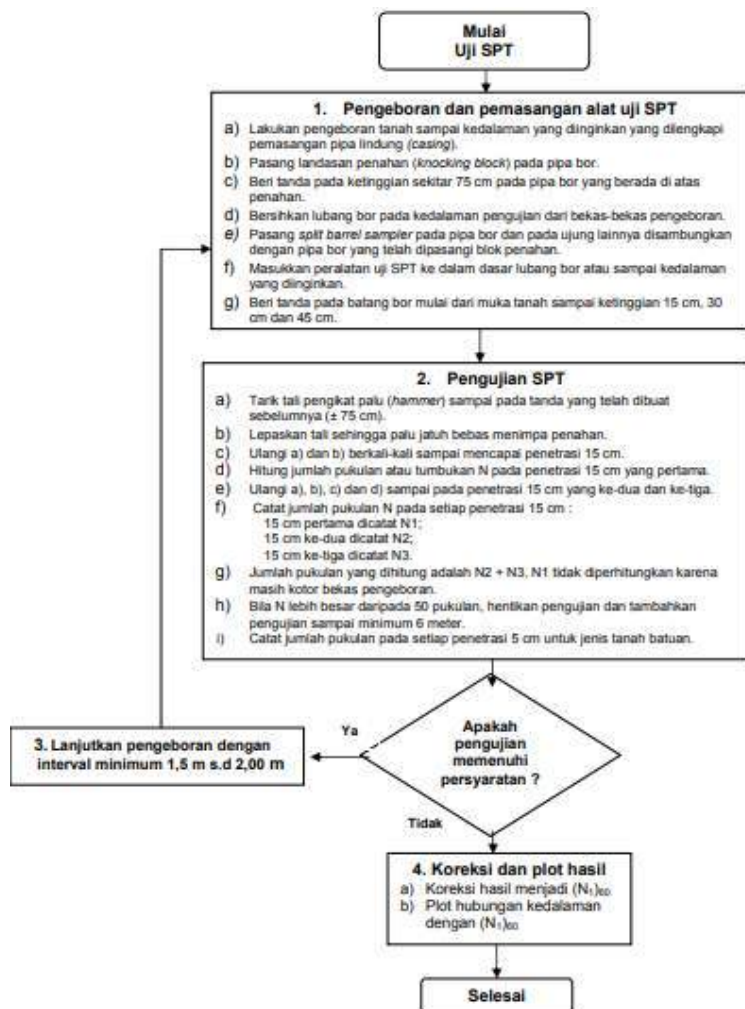 Mulai
Uji SPT
1. Pengeboran dan pemasangan alat uji SPT
a) Lakukan pengeboran tanah sampai kedalaman yang diinginkan yang dilengkapi
pemasangan pipa lindung (casing).
b) Pasang landasan penahan (knocking block) pada pipa bor.
c) Beri tanda pada ketinggian sekitar 75 cm pada pipa bor yang berada di atas
penahan.
d) Bersihkan lubang bor pada kedalaman pengujian dari bekas-bekas pengeboran.
e) Pasang split barrel sampler pada pipa bor dan pada ujung lainnya disambungkan
dengan pipa bor yang telah dipasangi blok penahan.
f) Masukkan peralatan uji SPT ke dalam dasar lubang bor atau sampai kedalaman
yang diinginkan.
g) Beri tanda pada batang bor mulai dari muka tanah sampai ketinggian 15 cm, 30
cm dan 45 cm.
2. Pengujian SPT
a) Tarik tali pengikat palu (hammer) sampai pada tanda yang telah dibuat
sebelumnya (± 75 cm).
b) Lepaskan tali sehingga palu jatuh bebas menimpa penahan.
c) Ulangi a) dan b) berkali-kali sampai mencapai penetrasi 15 cm.
d) Hitung jumlah pukulan atau tumbukan N pada penetrasi 15 cm yang pertama.
e) Ulangi a), b), c) dan d) sampai pada penetrasi 15 cm yang ke-dua dan ke-tiga.
f) Catat jumlah pukulan N pada setiap penetrasi 15 cm :
15 cm pertama dicatat N1;
15 cm ke-dua dicatat N2;
15 cm ke-tiga dicatat N3.
g) Jumlah pukulan yang dihitung adalah N2 + N3. N1 tidak diperhitungkan karena
masih kotor bekas pengeboran.
h) Bila N lebih besar daripada 50 pukulan, hentikan pengujian dan tambahkan
pengujian sampai minimum 6 meter.
i) Catat jumlah pukulan pada setiap penetrasi 5 cm untuk jenis tanah batuan.
Apakah
pengujian
memenuhi
persyaratan ?
Ya
3. Lanjutkan pengeboran dengan
interval minimum 1,5 m s.d 2,00 m
Tidak
4. Koreksi dan plot hasil
a) Koreksi hasil menjadi (N₁)₆₀
b) Plot hubungan kedalaman
dengan (N₁)₆₀
Selesai